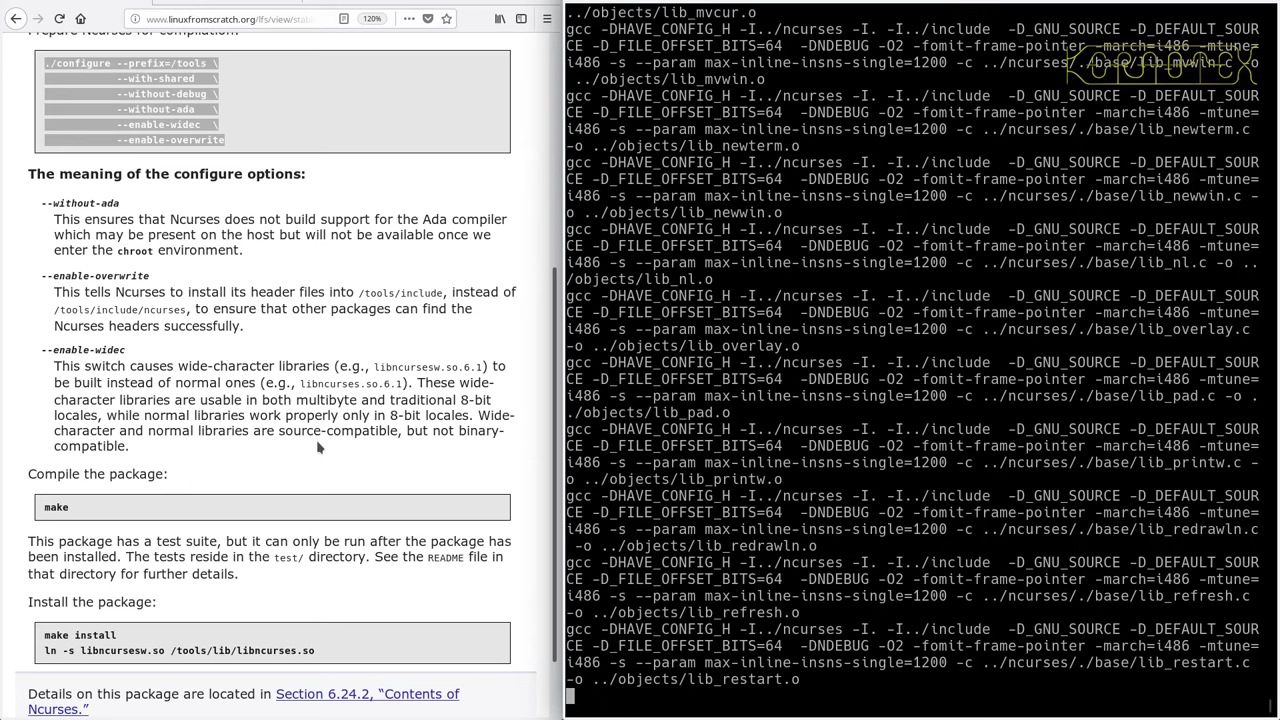 www.linuxfromscratch.org/lfs/view/stab
120%
Prepare Ncurses for compilation:
./configure --prefix=/tools \
--with-shared \
--without-debug \
--without-ada \
--enable-widec \
--enable-overwrite
The meaning of the configure options:
--without-ada
This ensures that Ncurses does not build support for the Ada compiler
which may be present on the host but will not be available once we
enter the chroot environment.
--enable-overwrite
This tells Ncurses to install its header files into /tools/include, instead of
/tools/include/ncurses, to ensure that other packages can find the
Ncurses headers successfully.
--enable-widec
This switch causes wide-character libraries (e.g., libncursesw.so.6.1) to
be built instead of normal ones (e.g., libncurses.so.6.1). These wide-
character libraries are usable in both multibyte and traditional 8-bit
locales, while normal libraries work properly only in 8-bit locales. Wide-
character and normal libraries are source-compatible, but not binary-
compatible.
Compile the package:
make
This package has a test suite, but it can only be run after the package has
been installed. The tests reside in the test/ directory. See the README file in
that directory for further details.
Install the package:
make install
ln -s libncursesw.so /tools/lib/libncurses.so
Details on this package are located in Section 6.24.2, “Contents of
Ncurses.”
../objects/lib_mvcur.o
gcc -DHAVE_CONFIG_H -I../ncurses -I. -I../include  -D_GNU_SOURCE -D_DEFAULT_SOUR
CE -D_FILE_OFFSET_BITS=64  -DNDEBUG -O2 -fomit-frame-pointer -march=i486 -mtune=
i486 -s --param max-inline-insns-single=1200 -c ../ncurses/./base/lib_mvwin.c -o
../objects/lib_mvwin.o
gcc -DHAVE_CONFIG_H -I../ncurses -I. -I../include  -D_GNU_SOURCE -D_DEFAULT_SOUR
CE -D_FILE_OFFSET_BITS=64  -DNDEBUG -O2 -fomit-frame-pointer -march=i486 -mtune=
i486 -s --param max-inline-insns-single=1200 -c ../ncurses/./base/lib_newterm.c
-o ../objects/lib_newterm.o
gcc -DHAVE_CONFIG_H -I../ncurses -I. -I../include  -D_GNU_SOURCE -D_DEFAULT_SOUR
CE -D_FILE_OFFSET_BITS=64  -DNDEBUG -O2 -fomit-frame-pointer -march=i486 -mtune=
i486 -s --param max-inline-insns-single=1200 -c ../ncurses/./base/lib_newwin.c -
o ../objects/lib_newwin.o
gcc -DHAVE_CONFIG_H -I../ncurses -I. -I../include  -D_GNU_SOURCE -D_DEFAULT_SOUR
CE -D_FILE_OFFSET_BITS=64  -DNDEBUG -O2 -fomit-frame-pointer -march=i486 -mtune=
i486 -s --param max-inline-insns-single=1200 -c ../ncurses/./base/lib_nl.c -o ..
/objects/lib_nl.o
gcc -DHAVE_CONFIG_H -I../ncurses -I. -I../include  -D_GNU_SOURCE -D_DEFAULT_SOUR
CE -D_FILE_OFFSET_BITS=64  -DNDEBUG -O2 -fomit-frame-pointer -march=i486 -mtune=
i486 -s --param max-inline-insns-single=1200 -c ../ncurses/./base/lib_overlay.c
-o ../objects/lib_overlay.o
gcc -DHAVE_CONFIG_H -I../ncurses -I. -I../include  -D_GNU_SOURCE -D_DEFAULT_SOUR
CE -D_FILE_OFFSET_BITS=64  -DNDEBUG -O2 -fomit-frame-pointer -march=i486 -mtune=
i486 -s --param max-inline-insns-single=1200 -c ../ncurses/./base/lib_pad.c -o .
./objects/lib_pad.o
gcc -DHAVE_CONFIG_H -I../ncurses -I. -I../include  -D_GNU_SOURCE -D_DEFAULT_SOUR
CE -D_FILE_OFFSET_BITS=64  -DNDEBUG -O2 -fomit-frame-pointer -march=i486 -mtune=
i486 -s --param max-inline-insns-single=1200 -c ../ncurses/./base/lib_printw.c -
o ../objects/lib_printw.o
gcc -DHAVE_CONFIG_H -I../ncurses -I. -I../include  -D_GNU_SOURCE -D_DEFAULT_SOUR
CE -D_FILE_OFFSET_BITS=64  -DNDEBUG -O2 -fomit-frame-pointer -march=i486 -mtune=
i486 -s --param max-inline-insns-single=1200 -c ../ncurses/./base/lib_redrawln.c
-o ../objects/lib_redrawln.o
gcc -DHAVE_CONFIG_H -I../ncurses -I. -I../include  -D_GNU_SOURCE -D_DEFAULT_SOUR
CE -D_FILE_OFFSET_BITS=64  -DNDEBUG -O2 -fomit-frame-pointer -march=i486 -mtune=
i486 -s --param max-inline-insns-single=1200 -c ../ncurses/./base/lib_refresh.c
-o ../objects/lib_refresh.o
gcc -DHAVE_CONFIG_H -I../ncurses -I. -I../include  -D_GNU_SOURCE -D_DEFAULT_SOUR
CE -D_FILE_OFFSET_BITS=64  -DNDEBUG -O2 -fomit-frame-pointer -march=i486 -mtune=
i486 -s --param max-inline-insns-single=1200 -c ../ncurses/./base/lib_restart.c
-o ../objects/lib_restart.o